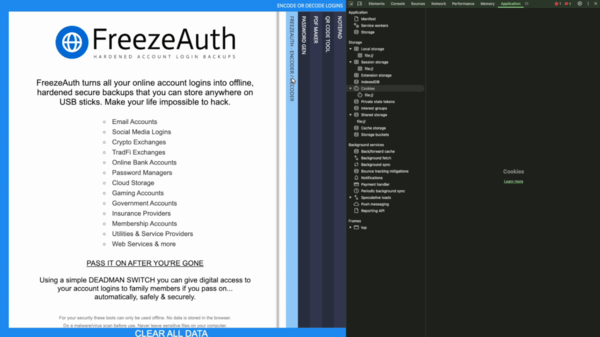 ENCODE OR DECODE LOGINS
FreezeAuth
HARDENED ACCOUNT LOGIN BACKUPS
FreezeAuth turns all your online account logins into offline,
hardened secure backups that you can store anywhere on
USB sticks. Make your life impossible to hack.
Email Accounts
Social Media Logins
Crypto Exchanges
TradFi Exchanges
Online Bank Accounts
Password Managers
Cloud Storage
Gaming Accounts
Government Accounts
Insurance Providers
Membership Accounts
Utilities & Service Providers
Web Services & more
PASS IT ON AFTER YOU'RE GONE
Using a simple DEADMAN SWITCH you can give digital access to
your account logins to family members if you pass on...
automatically, safely & securely.
For your security these tools can only be used offline. No data is stored in the browser.
Do a malware/virus scan before use. Never leave sensitive files on your computer.
CLEAR ALL DATA
FREEZEAUTH - ENCODER - DECODER
PASSWORD GEN
PDF MAKER
QR CODE TOOL
NOTEPAD
Elements
Console
Sources
Network
Performance
Memory
Application
Application
Manifest
Service workers
Storage
Storage
Local storage
file://
Session storage
file://
Extension storage
IndexedDB
Cookies
file://
Private state tokens
Interest groups
Shared storage
file://
Cache storage
Storage buckets
Background services
Back/forward cache
Background fetch
Background sync
Bounce tracking mitigations
Notifications
Payment handler
Periodic background sync
Speculative loads
Push messaging
Reporting API
Frames
top
Cookies
Learn more